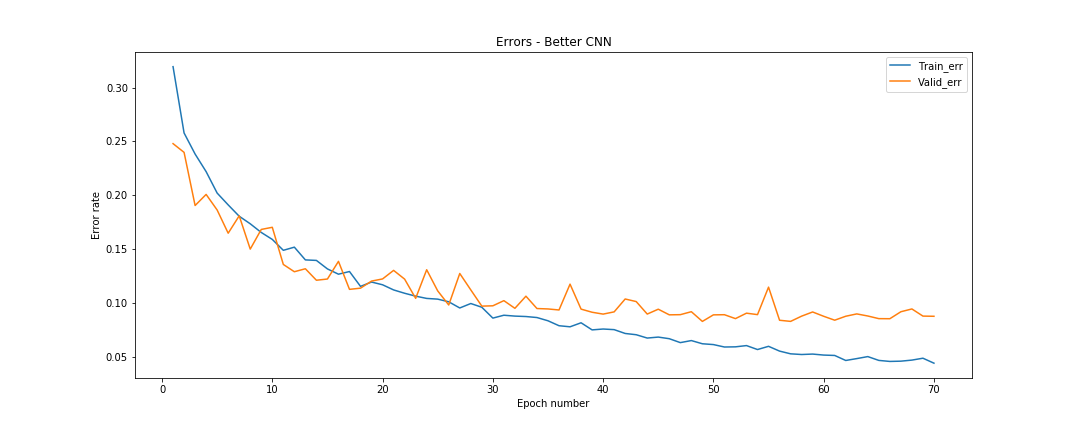 Errors - Better CNN
Train_err
Valid_err
0.30
0.25
0.20
0.15
0.10
0.05
Error rate
0 10 20 30 40 50 60 70
Epoch number